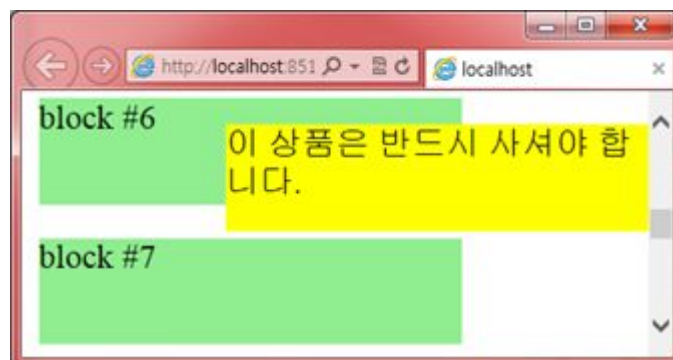 http://localhost:851
localhost
block #6
이 상품은 반드시 사셔야 합
니다.
block #7